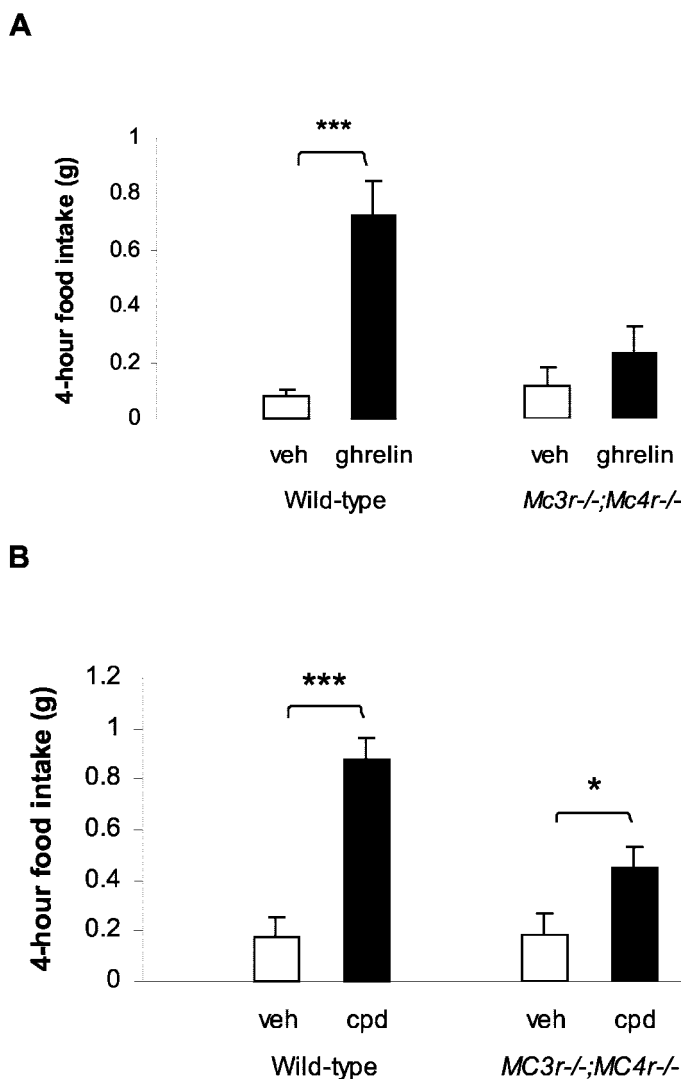 A
4-hour food intake (g)
1
0.8
0.6
0.4
0.2
0
***
veh ghrelin veh ghrelin
Wild-type Mc3r-/-;Mc4r-/-
B
4-hour food intake (g)
1.2
1
0.8
0.6
0.4
0.2
0
***
*
veh cpd veh cpd
Wild-type MC3r-/-;MC4r-/-